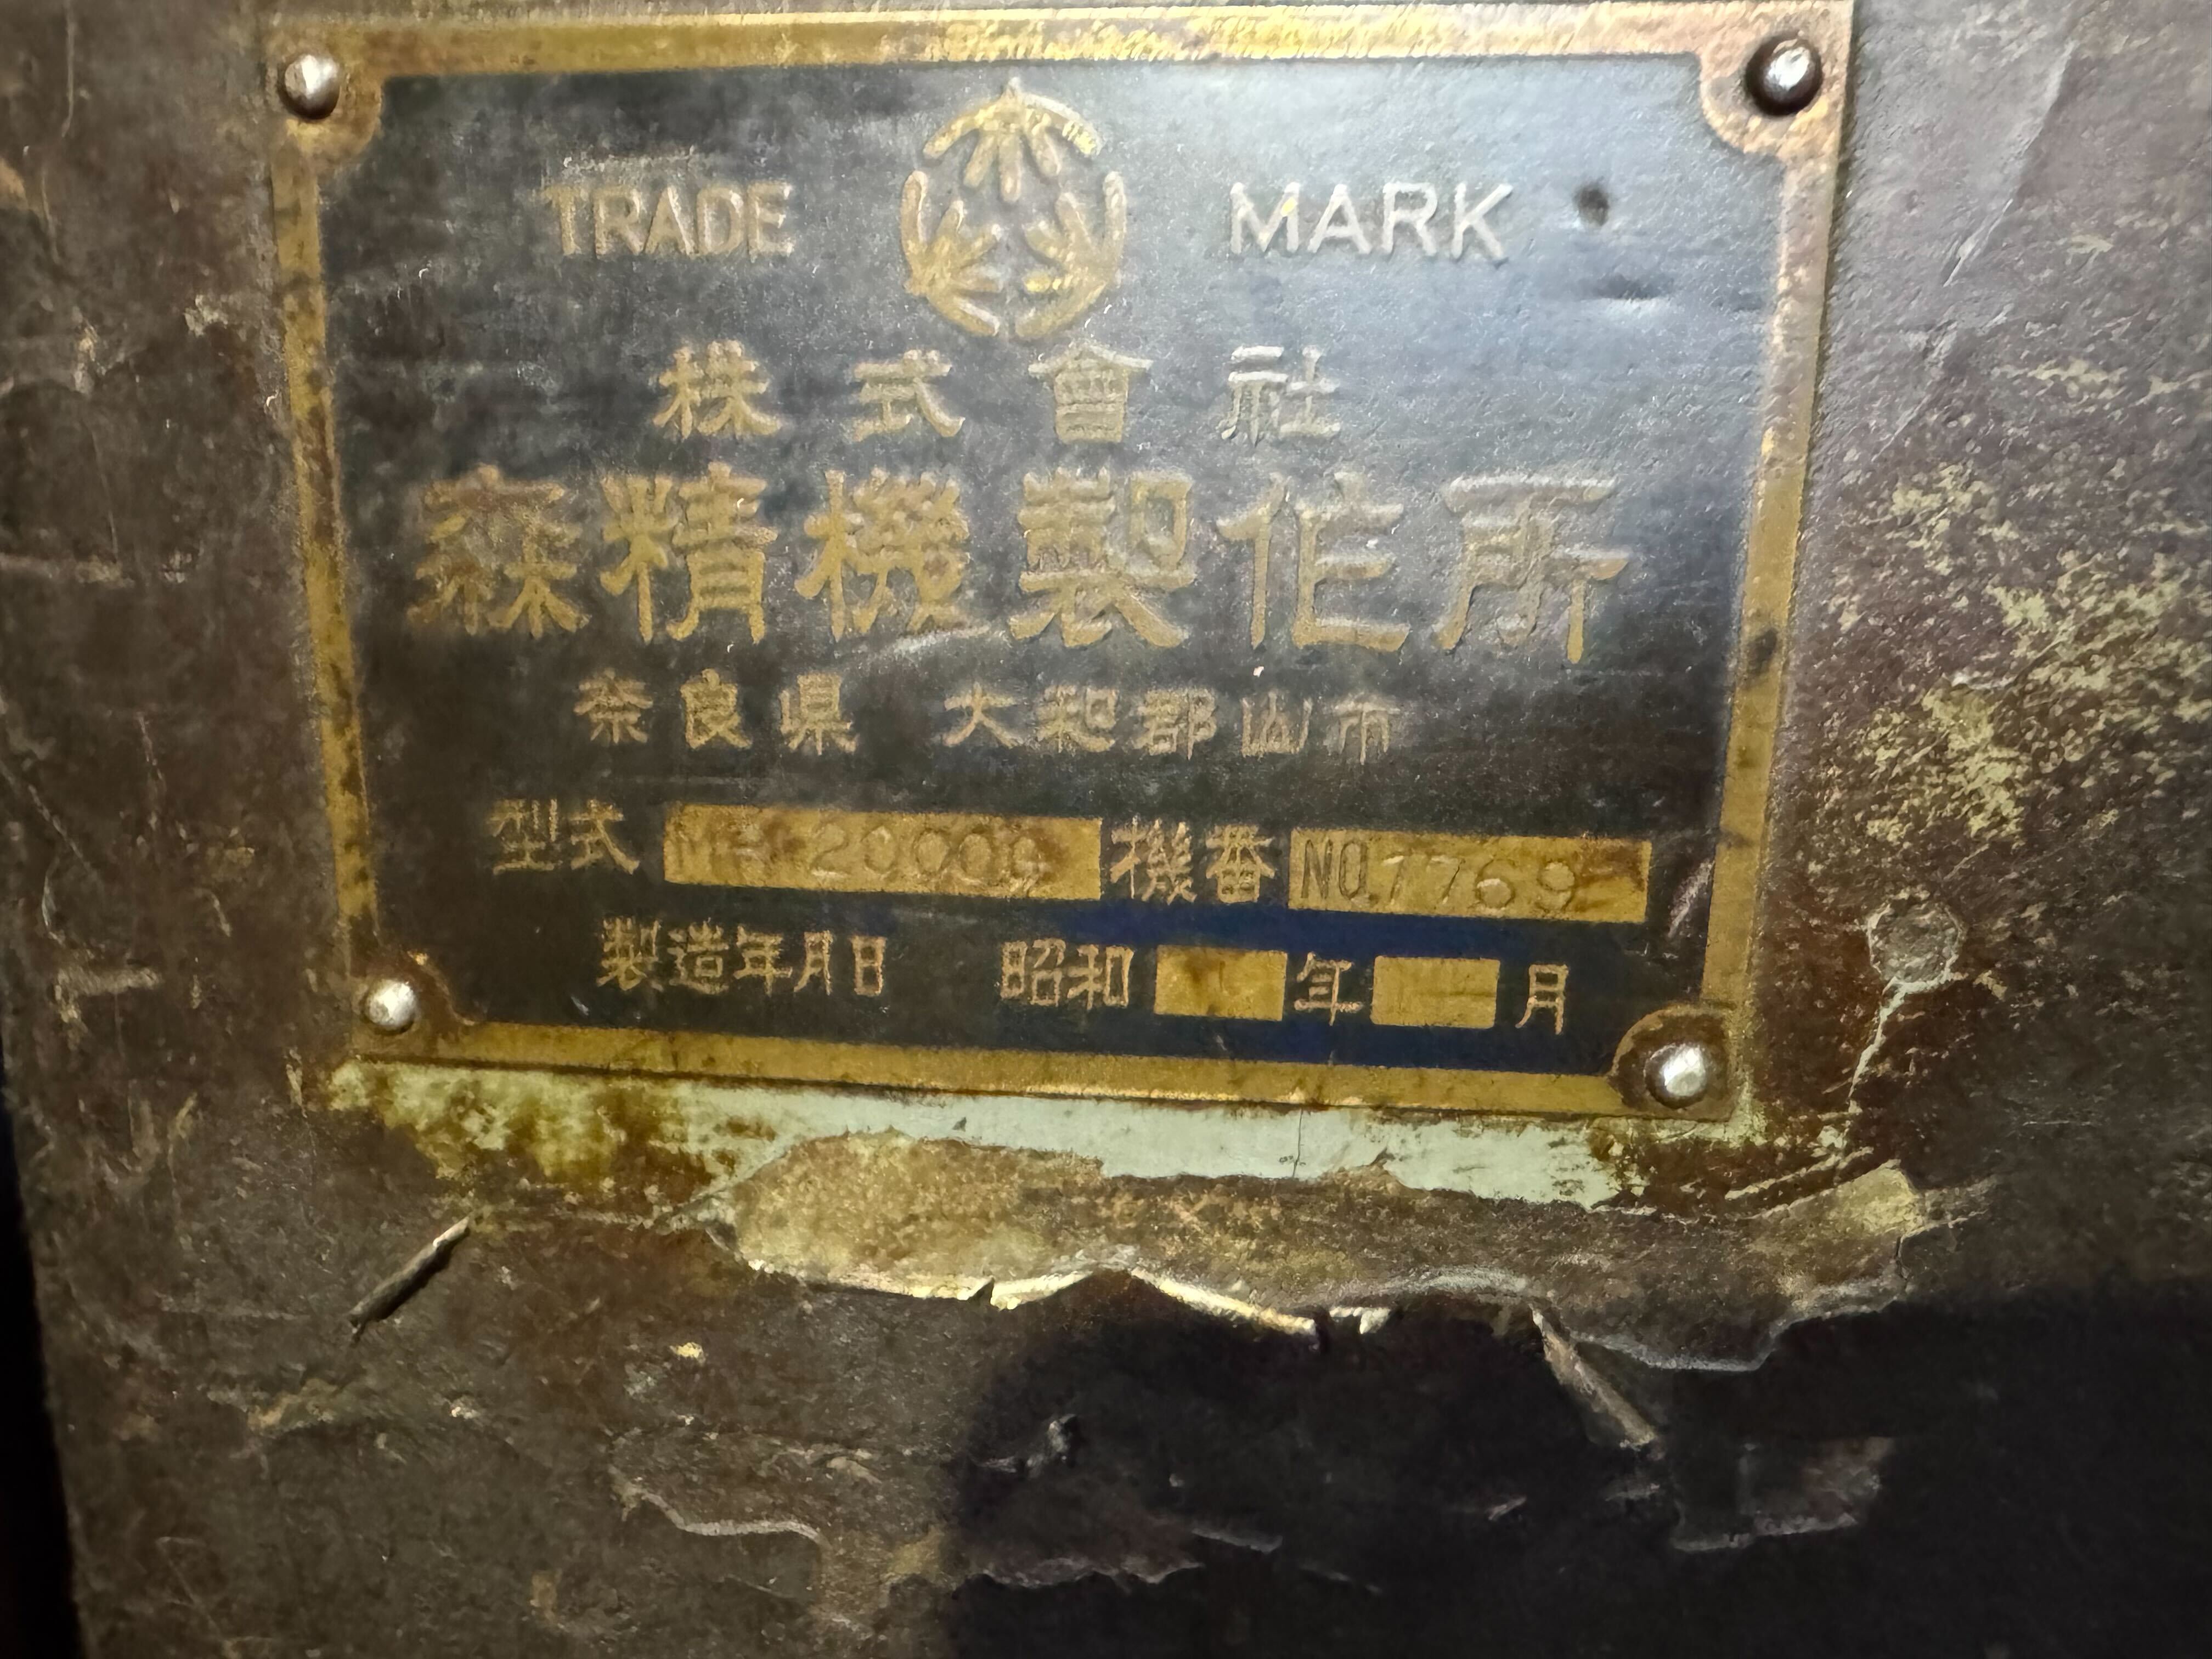 TRADE MARK
株式會社
森精機製作所
奈良県 大和郡山市
型式 2000G 機番 NO.7769
製造年月日 昭和 年 月